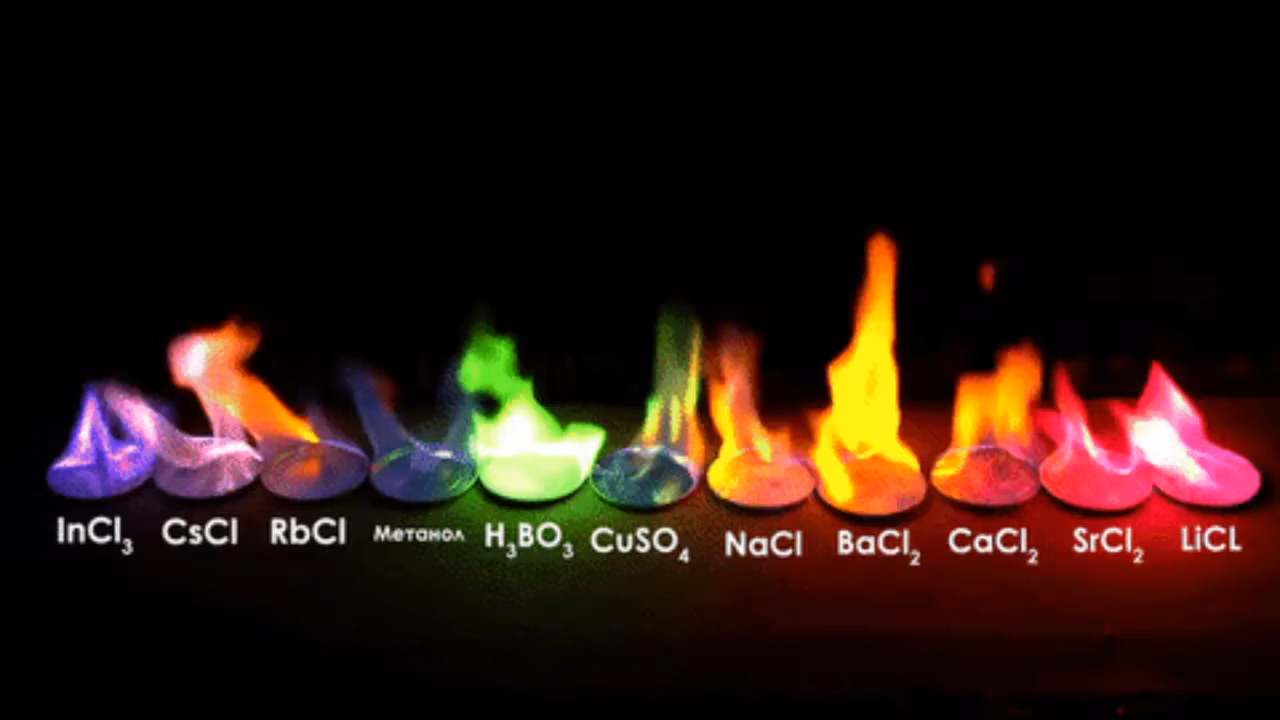 InCl₃ CsCl RbCl Метанол H₃BO₃ CuSO₄ NaCl BaCl₂ CaCl₂ SrCl₂ LiCL